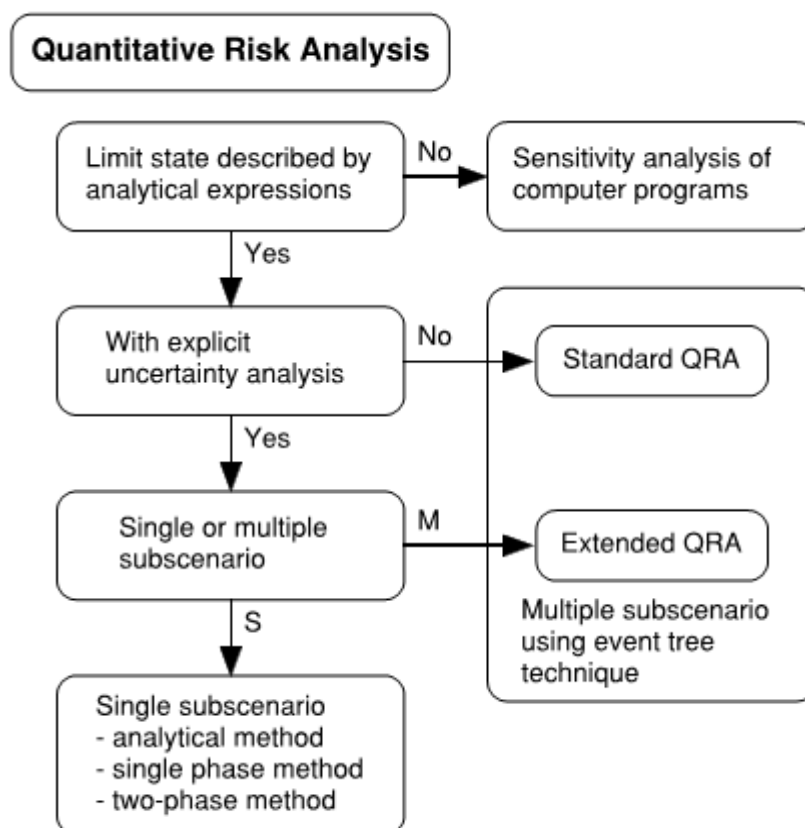 Quantitative Risk Analysis
Limit state described by
analytical expressions
No
Sensitivity analysis of
computer programs
Yes
With explicit
uncertainty analysis
No
Standard QRA
Yes
Single or multiple
subscenario
M
Extended QRA
Multiple subscenario
using event tree
technique
S
Single subscenario
- analytical method
- single phase method
- two-phase method